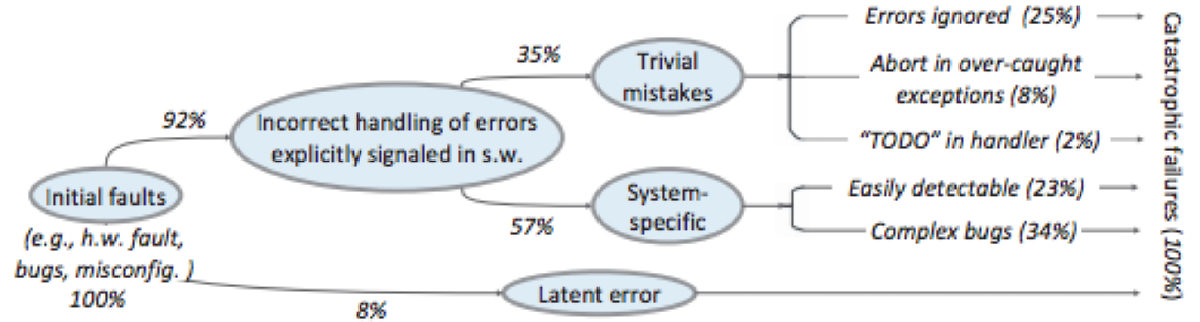 Errors ignored (25%)
35%
Trivial
mistakes
Abort in over-caught
exceptions (8%)
92%
Incorrect handling of errors
explicitly signaled in s.w.
“TODO” in handler (2%)
Initial faults
(e.g., h.w. fault,
bugs, misconfig. )
100%
57%
System-
specific
Easily detectable (23%)
Complex bugs (34%)
8%
Latent error
Catastrophic failures (100%)